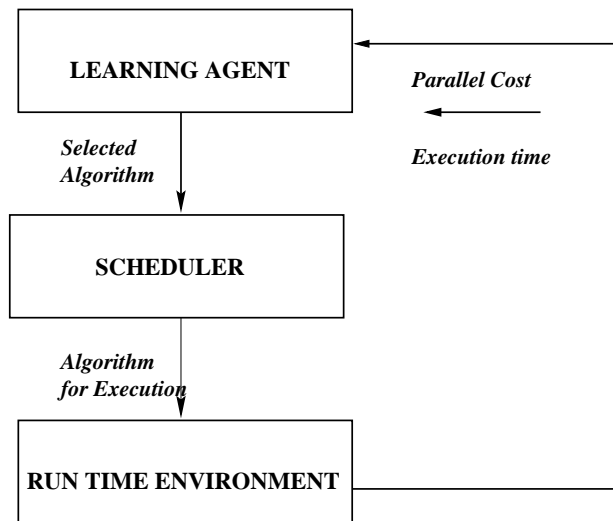 LEARNING AGENT
Parallel Cost
Selected
Algorithm
Execution time
SCHEDULER
Algorithm
for Execution
RUN TIME ENVIRONMENT